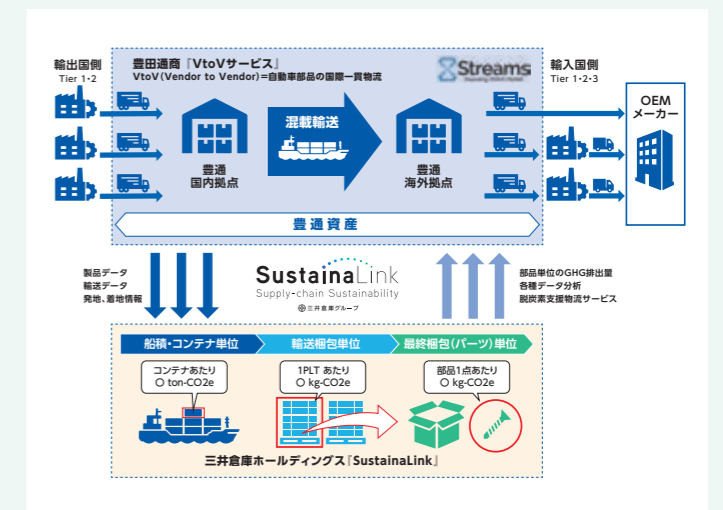 輸出国側
Tier 1・2
豊田通商『VtoVサービス』
VtoV(Vendor to Vendor)=自動車部品の国際一貫物流
Streams
輸入国側
Tier 1・2・3
OEM
メーカー
混載輸送
豊通
国内拠点
豊通
海外拠点
豊通資産
製品データ
輸送データ
発地、着地情報
SustainaLink
Supply-chain Sustainability
三井倉庫グループ
部品単位のGHG排出量
各種データ分析
脱炭素支援物流サービス
船積・コンテナ単位
輸送梱包単位
最終梱包(パーツ)単位
コンテナあたり
〇 ton-CO2e
1PLT あたり
〇 kg-CO2e
部品1点あたり
〇 kg-CO2e
三井倉庫ホールディングス『SustainaLink』